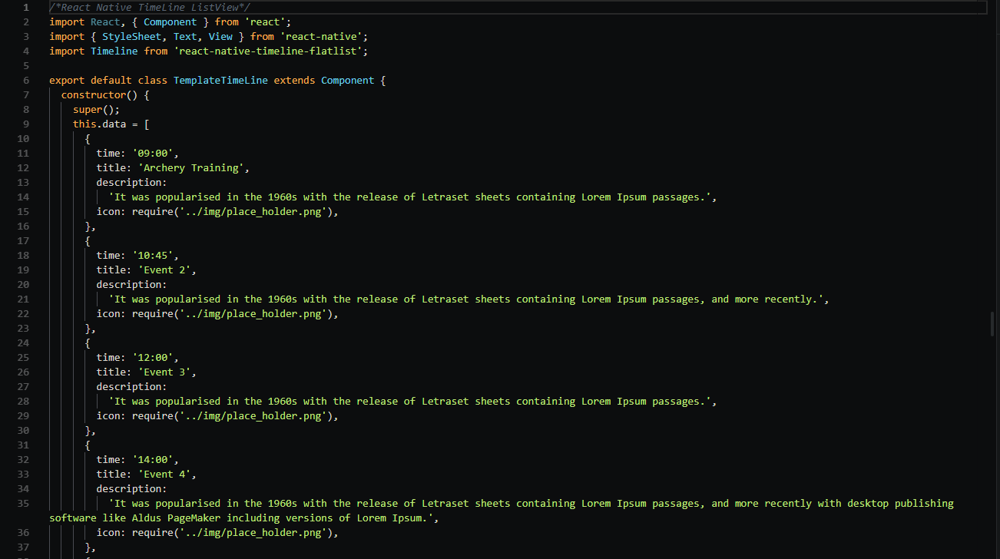 1 /*React Native TimeLine ListView*/
2 import React, { Component } from 'react';
3 import { StyleSheet, Text, View } from 'react-native';
4 import Timeline from 'react-native-timeline-flatlist';
5
6 export default class TemplateTimeLine extends Component {
7   constructor() {
8     super();
9     this.data = [
10       {
11         time: '09:00',
12         title: 'Archery Training',
13         description:
14           'It was popularised in the 1960s with the release of Letraset sheets containing Lorem Ipsum passages.',
15         icon: require('../img/place_holder.png'),
16       },
17       {
18         time: '10:45',
19         title: 'Event 2',
20         description:
21           'It was popularised in the 1960s with the release of Letraset sheets containing Lorem Ipsum passages, and more recently.',
22         icon: require('../img/place_holder.png'),
23       },
24       {
25         time: '12:00',
26         title: 'Event 3',
27         description:
28           'It was popularised in the 1960s with the release of Letraset sheets containing Lorem Ipsum passages.',
29         icon: require('../img/place_holder.png'),
30       },
31       {
32         time: '14:00',
33         title: 'Event 4',
34         description:
35           'It was popularised in the 1960s with the release of Letraset sheets containing Lorem Ipsum passages, and more recently with desktop publishing
software like Aldus PageMaker including versions of Lorem Ipsum.',
36         icon: require('../img/place_holder.png'),
37       },